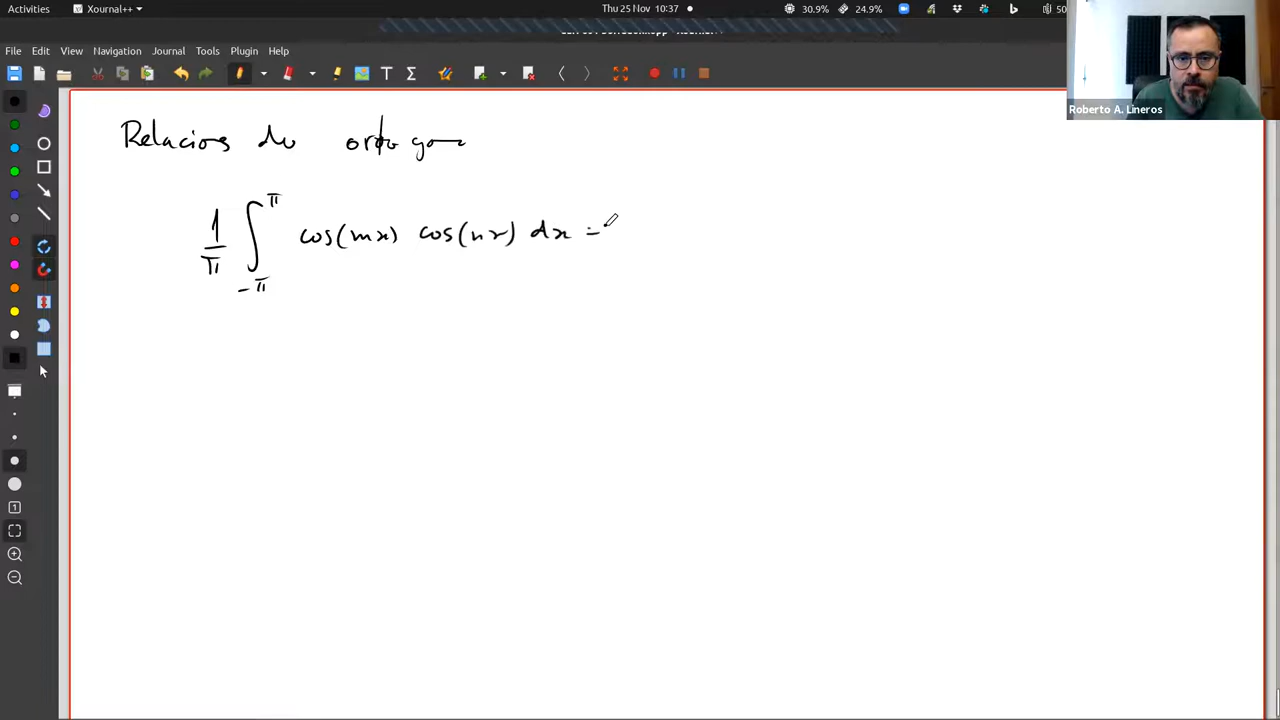 Activities Xournal++ Thu 25 Nov 10:37 30.9% 24.9%
File Edit View Navigation Journal Tools Plugin Help
Roberto A. Lineros
Relacions de
1/π ∫_{-π}^{π} cos(mx) cos(nx) dx =